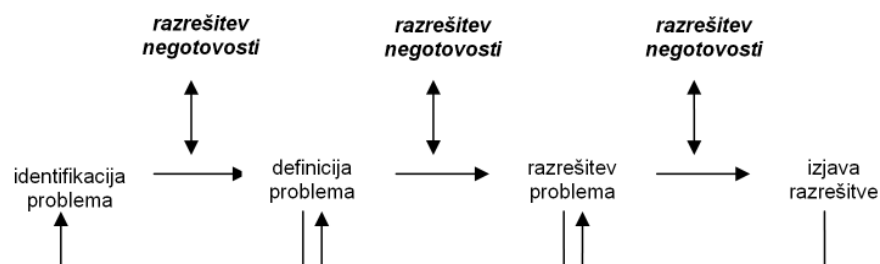 razrešitev
negotovosti
razrešitev
negotovosti
razrešitev
negotovosti
identifikacija
problema
definicija
problema
razrešitev
problema
izjava
razrešitve